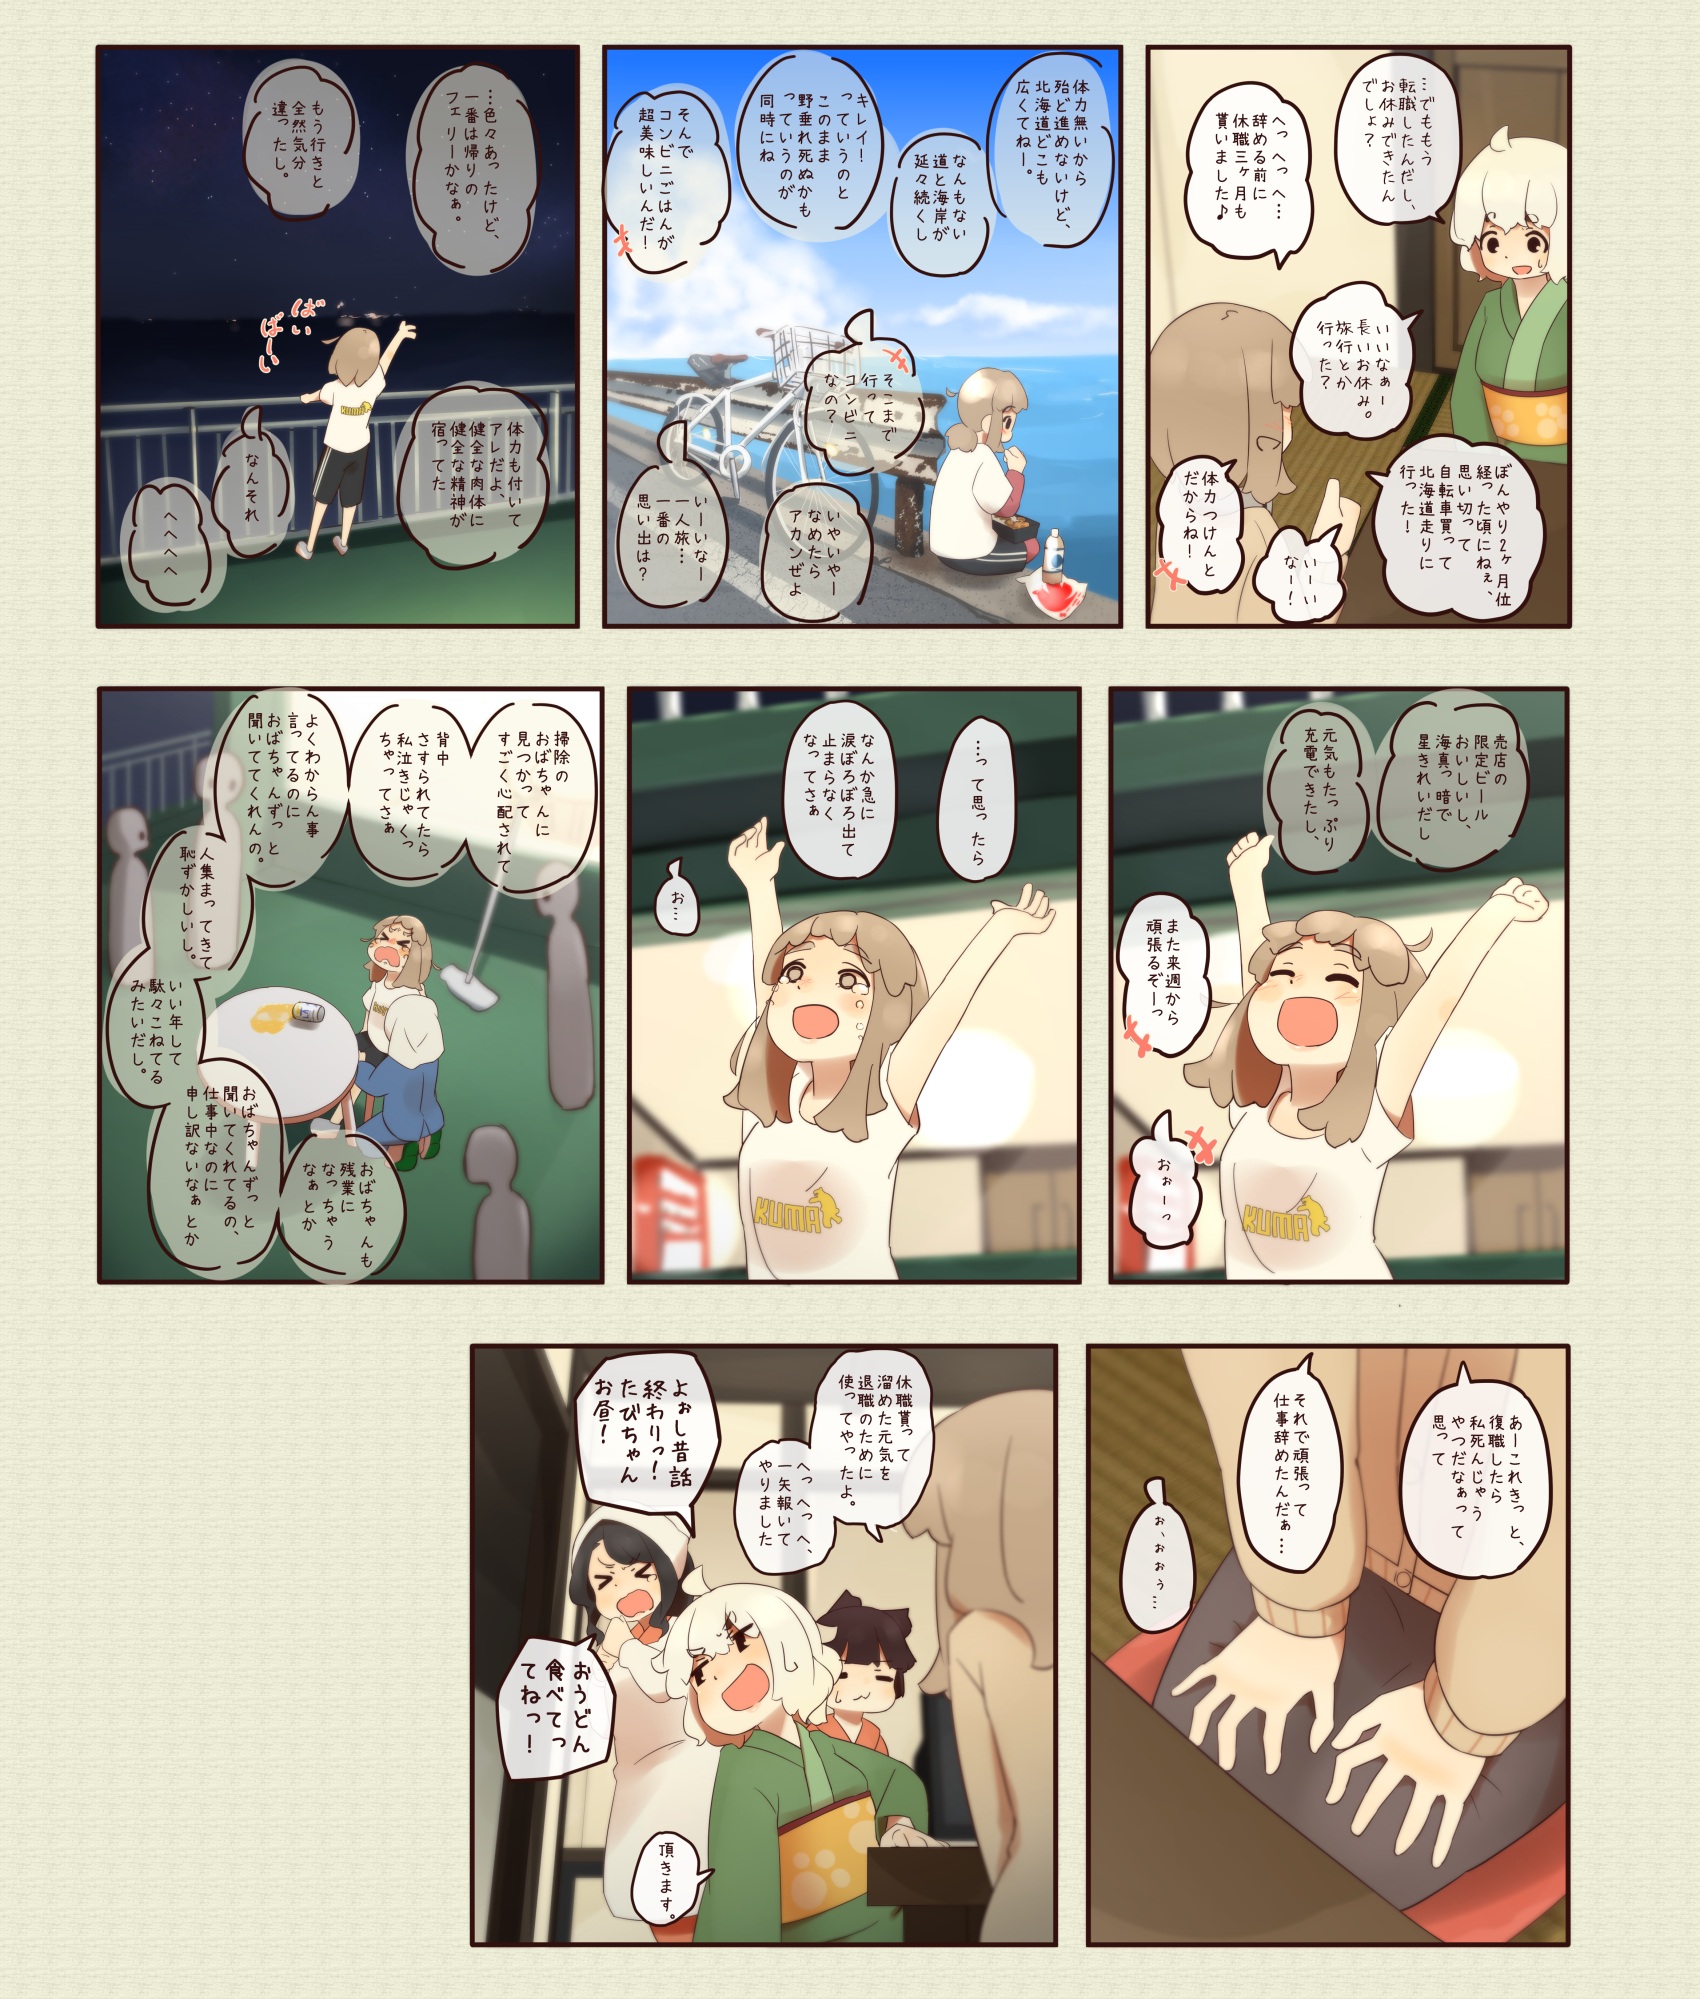 …でももう
転職したんだし、
お休みできたん
でしょ？
へっへっへ…
辞める前に
休職三ヶ月も
貰いました♪
いいなぁー
長いお休み。
旅行とか
行った？
ぼんやり2ヶ月位
経った頃にねぇ、
思い切って
自転車買って
北海道走りに
行った！
いーい
なー！
体力つけんと
だからね！
体力無いから
殆ど進めないけど、
北海道どこも
広くてねー。
なんもない
道と海岸が
延々続くし
キレイ！
っていうのと
このまま
野垂れ死ぬかも
っていうのが
同時にね
そんで
コンビニごはんが
超美味しいんだ！
そこまで
行って
コンビニ
なの？
いやいやー
なめたら
アカンぜよ
いーいなー
一人旅…
一番の
思い出は？
…色々あったけど、
一番は帰りの
フェリーかなぁ。
もう行きと
全然気分
違ったし。
ばい
ばーい
KUMA
体力も付いて
アレだよ、
健全な肉体に
健全な精神が
宿ってた
なんそれ
へへへへ
売店の
限定ビール
おいしいし、
海真っ暗で
星きれいだし
元気もたっぷり
充電できたし、
また来週から
頑張るぞーっ
おぉーっ
KUMA
…って思ったら
なんか急に
涙ぼろぼろ出て
止まらなく
なってさぁ
お…
KUMA
掃除の
おばちゃんに
見つかって
すごく心配されて
背中
さすられてたら
私泣きじゃくっ
ちゃってさぁ
よくわからん事
言ってるのに
おばちゃんずっと
聞いててくれんの。
人集まってきて
恥ずかしいし。
いい年して
駄々こねてる
みたいだし。
おばちゃんずっと
聞いてくれてるの、
仕事中なのに
申し訳ないなぁとか
おばちゃんも
残業に
なっちゃう
なぁとか
あーこれきっと、
復職したら
私死んじゃう
やつだなぁって
思って
それで頑張って
仕事辞めたんだぁ…
ぉ、ぉぉぅ…
休職貰って
溜めた元気を
退職のために
使ってやったよ。
へっへっへ、
一矢報いて
やりました
よぉし昔話
終わりっ！
たびちゃん
お昼！
おうどん
食べてっ
てねっ！
頂きます。